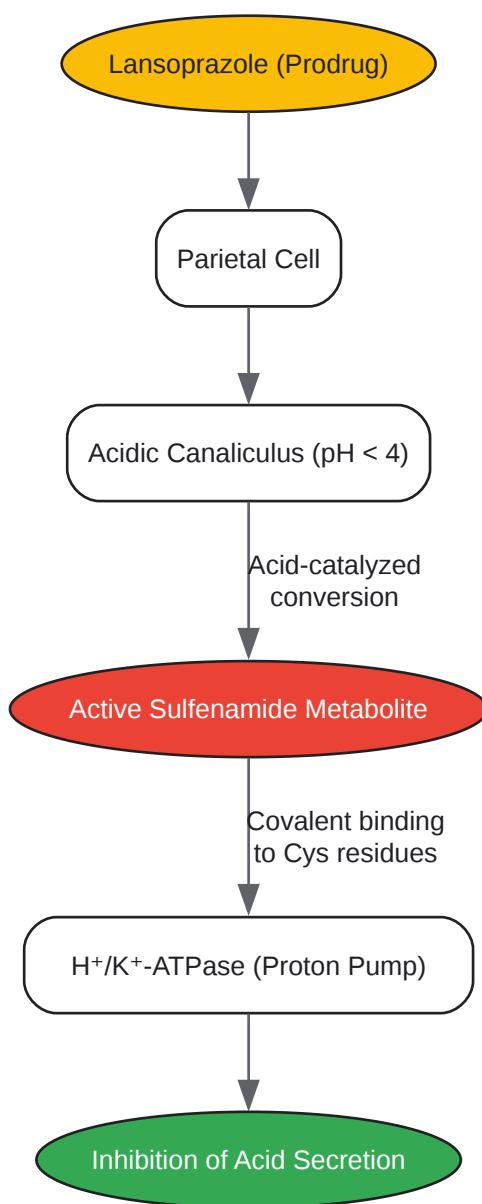 Lansoprazole (Prodrug)
Parietal Cell
Acidic Canaliculus (pH < 4)
Acid-catalyzed
conversion
Active Sulfenamide Metabolite
Covalent binding
to Cys residues
H⁺/K⁺-ATPase (Proton Pump)
Inhibition of Acid Secretion